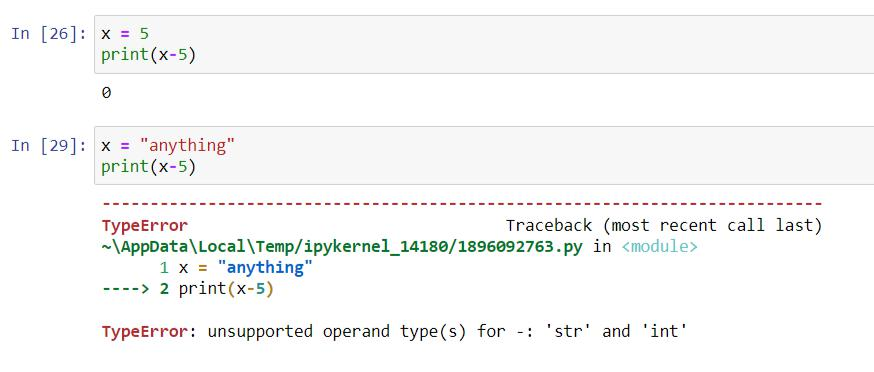 In [26]: x = 5
print(x-5)
0
In [29]: x = "anything"
print(x-5)
---------------------------------------------------------------------------
TypeError                                 Traceback (most recent call last)
~\AppData\Local\Temp/ipykernel_14180/1896092763.py in <module>
      1 x = "anything"
----> 2 print(x-5)
TypeError: unsupported operand type(s) for -: 'str' and 'int'